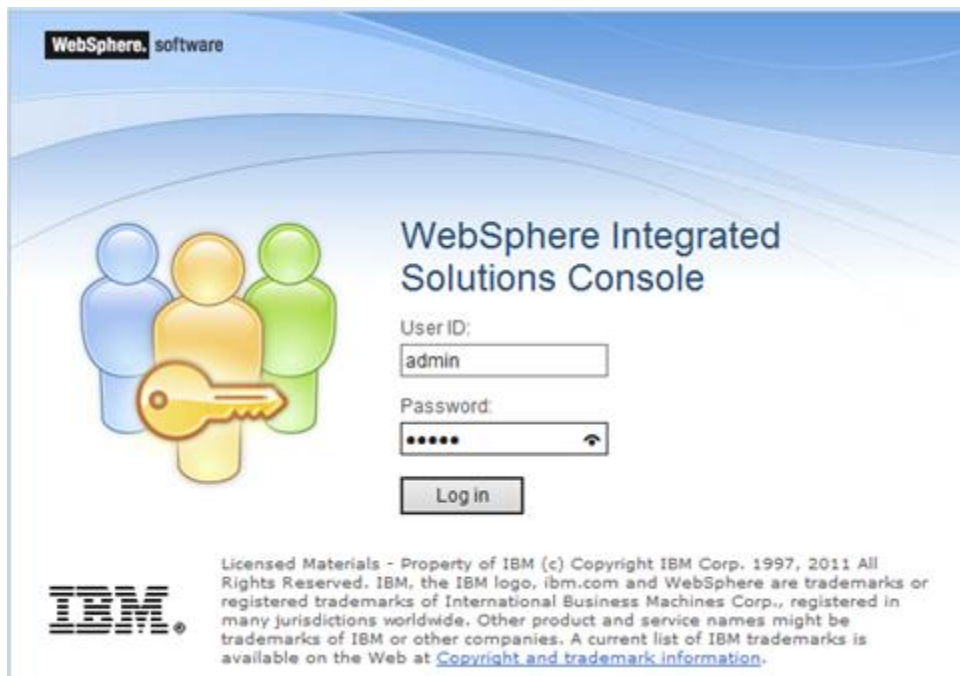 WebSphere. software
WebSphere Integrated
Solutions Console
User ID:
admin
Password:
•••••
Log in
Licensed Materials - Property of IBM (c) Copyright IBM Corp. 1997, 2011 All
Rights Reserved. IBM, the IBM logo, ibm.com and WebSphere are trademarks or
registered trademarks of International Business Machines Corp., registered in
many jurisdictions worldwide. Other product and service names might be
trademarks of IBM or other companies. A current list of IBM trademarks is
available on the Web at Copyright and trademark information.
IBM®